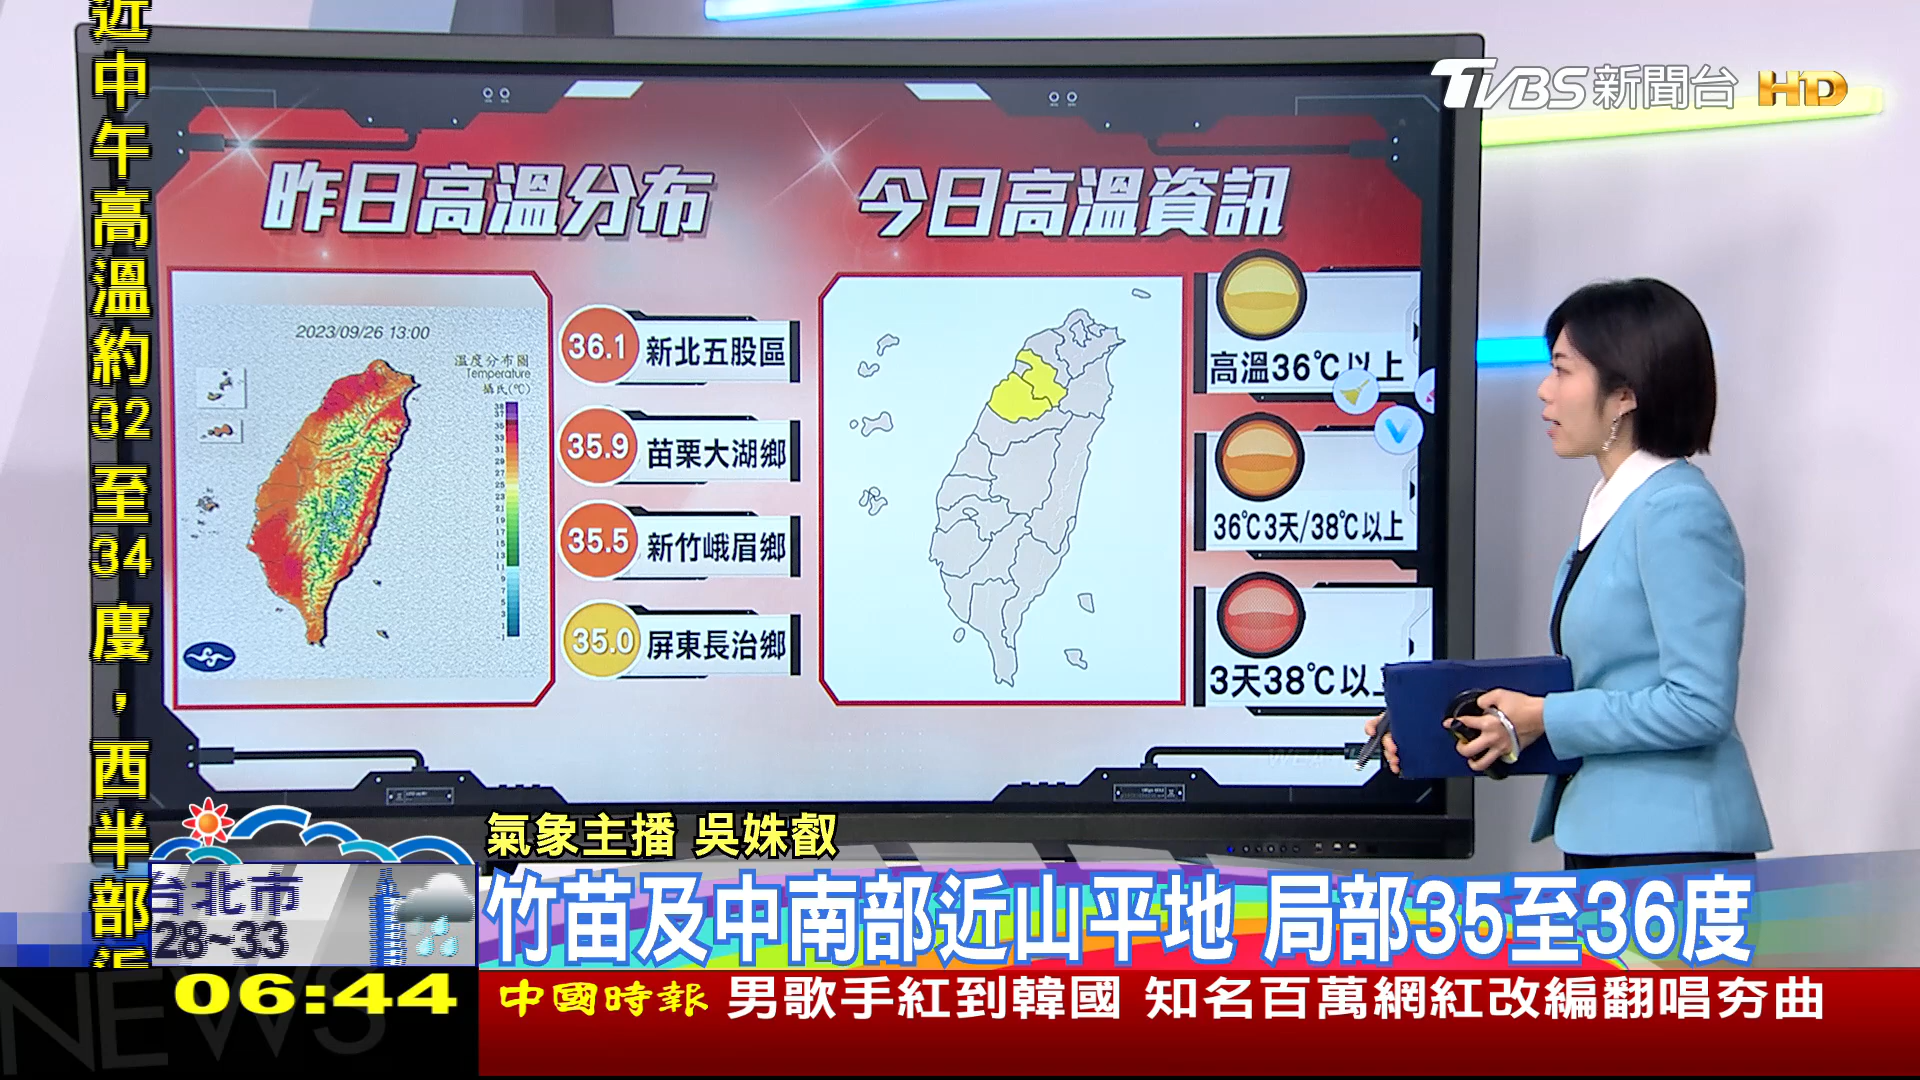 近中午高溫約32至34度，西半部近
TVBS新聞台 HD
昨日高溫分布
今日高溫資訊
2023/09/26 13:00
溫度分布圖
Temperature
攝氏(℃)
36.1 新北五股區
35.9 苗栗大湖鄉
35.5 新竹峨眉鄉
35.0 屏東長治鄉
高溫36℃以上
36℃3天/38℃以上
3天38℃以上
氣象主播 吳姝叡
台北市
28~33
竹苗及中南部近山平地 局部35至36度
NEWS
06:44
中國時報 男歌手紅到韓國 知名百萬網紅改編翻唱夯曲